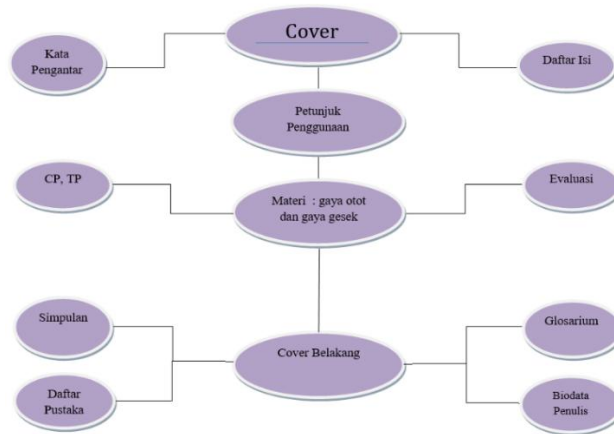 Cover
Kata
Pengantar
Daftar Isi
Petunjuk
Penggunaan
CP, TP
Materi : gaya otot
dan gaya gesek
Evaluasi
Simpulan
Glosarium
Cover Belakang
Daftar
Pustaka
Biodata
Penulis